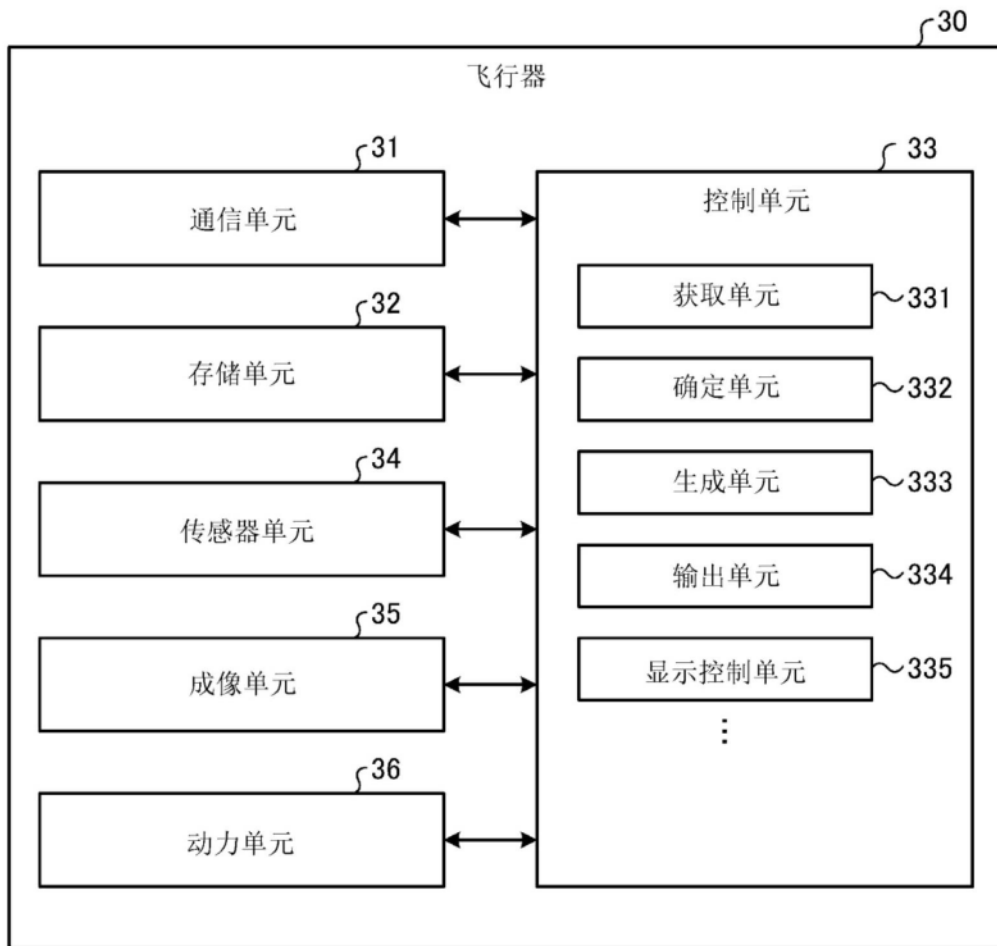 30
飞行器
31
通信单元
32
存储单元
34
传感器单元
35
成像单元
36
动力单元
33
控制单元
获取单元
331
确定单元
332
生成单元
333
输出单元
334
显示控制单元
335
⋮